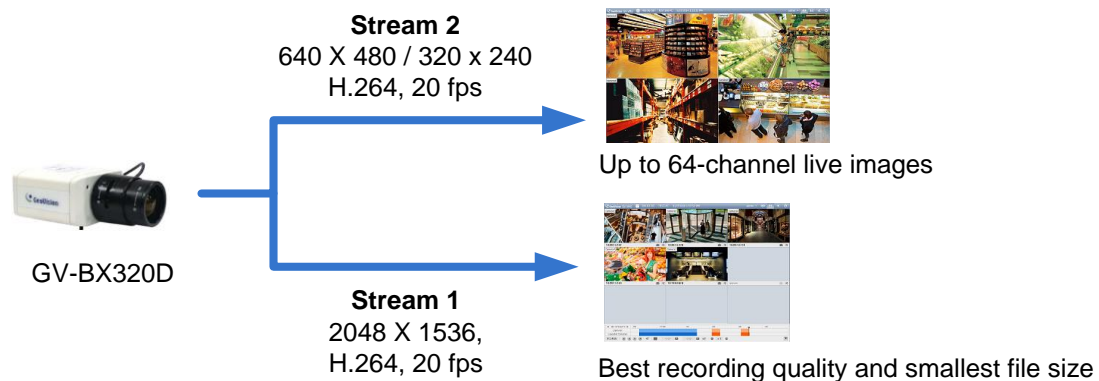 Stream 2
640 X 480 / 320 x 240
H.264, 20 fps
Up to 64-channel live images
GeoVision
GV-BX320D
Stream 1
2048 X 1536,
H.264, 20 fps
Best recording quality and smallest file size